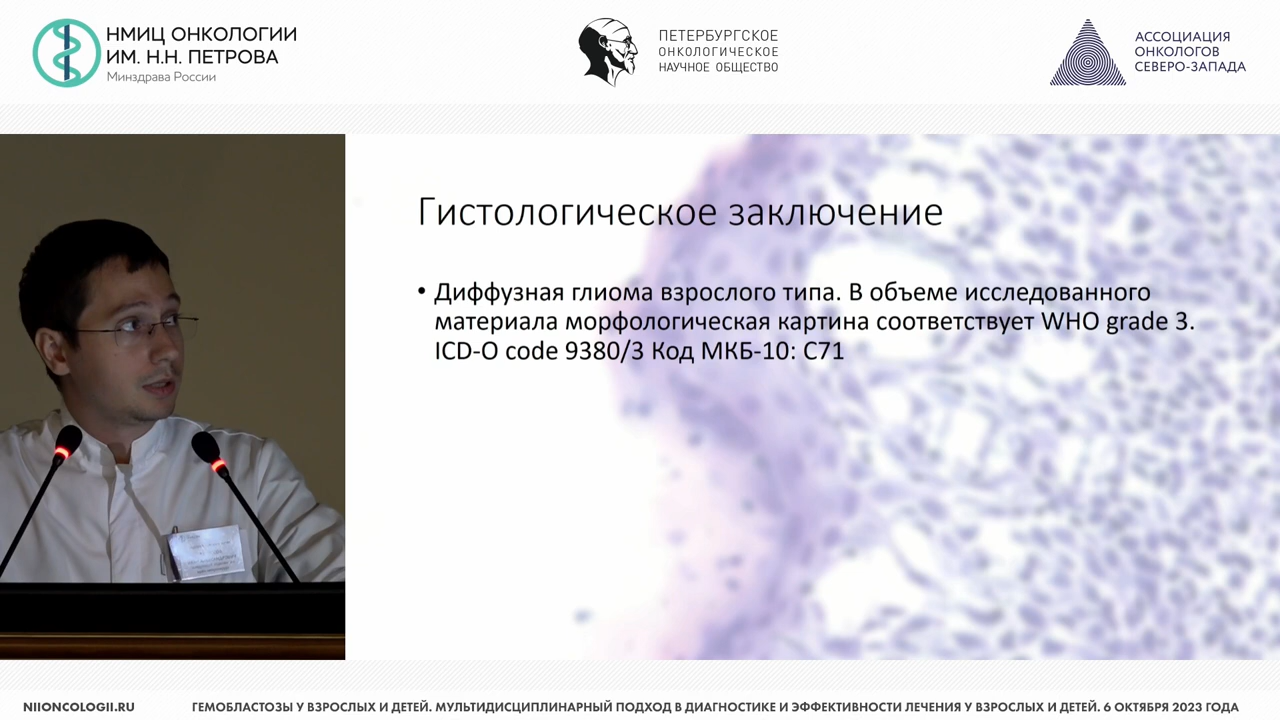 НМИЦ ОНКОЛОГИИ
ИМ. Н.Н. ПЕТРОВА
Минздрава России
ПЕТЕРБУРГСКОЕ
ОНКОЛОГИЧЕСКОЕ
НАУЧНОЕ ОБЩЕСТВО
АССОЦИАЦИЯ
ОНКОЛОГОВ
СЕВЕРО-ЗАПАДА
Гистологическое заключение
• Диффузная глиома взрослого типа. В объеме исследованного
материала морфологическая картина соответствует WHO grade 3.
ICD-O code 9380/3 Код МКБ-10: C71
NIIONCOLOGII.RU
ГЕМОБЛАСТОЗЫ У ВЗРОСЛЫХ И ДЕТЕЙ. МУЛЬТИДИСЦИПЛИНАРНЫЙ ПОДХОД В ДИАГНОСТИКЕ И ЭФФЕКТИВНОСТИ ЛЕЧЕНИЯ У ВЗРОСЛЫХ И ДЕТЕЙ. 6 ОКТЯБРЯ 2023 ГОДА